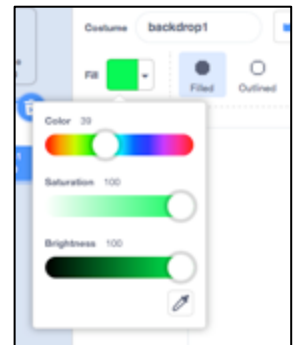 Costume backdrop1
Fill
Filled Outlined
Color 39
Saturation 100
Brightness 100